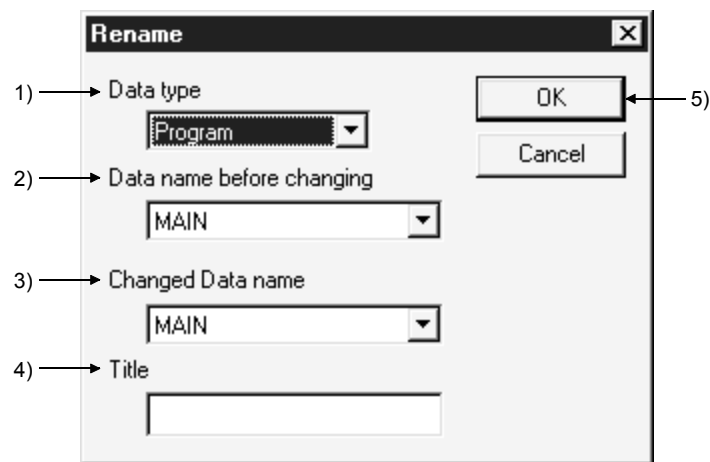 Rename
1) Data type
OK
5)
Program
Cancel
2) Data name before changing
MAIN
3) Changed Data name
MAIN
4) Title